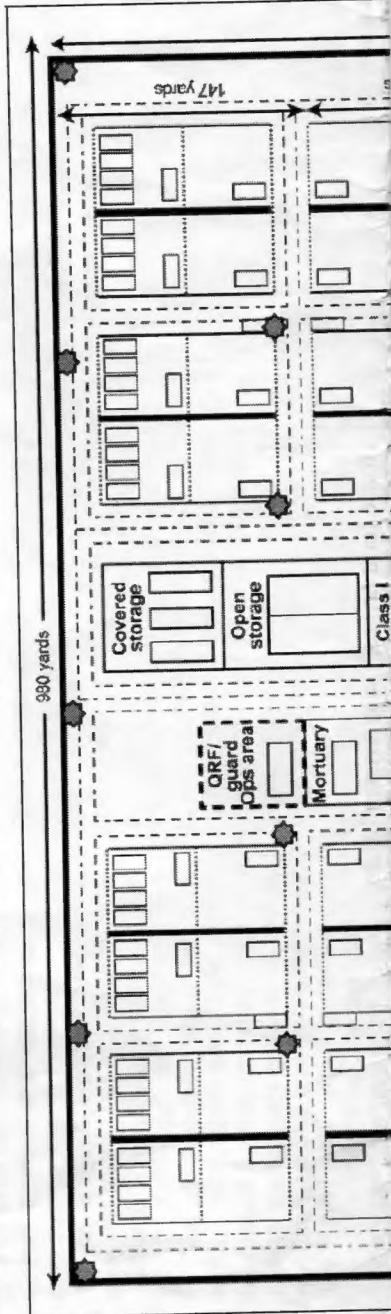 980 yards
147 yards
Covered
storage
Open
storage
Class I
QRF/
guard
Ops area
Mortuary